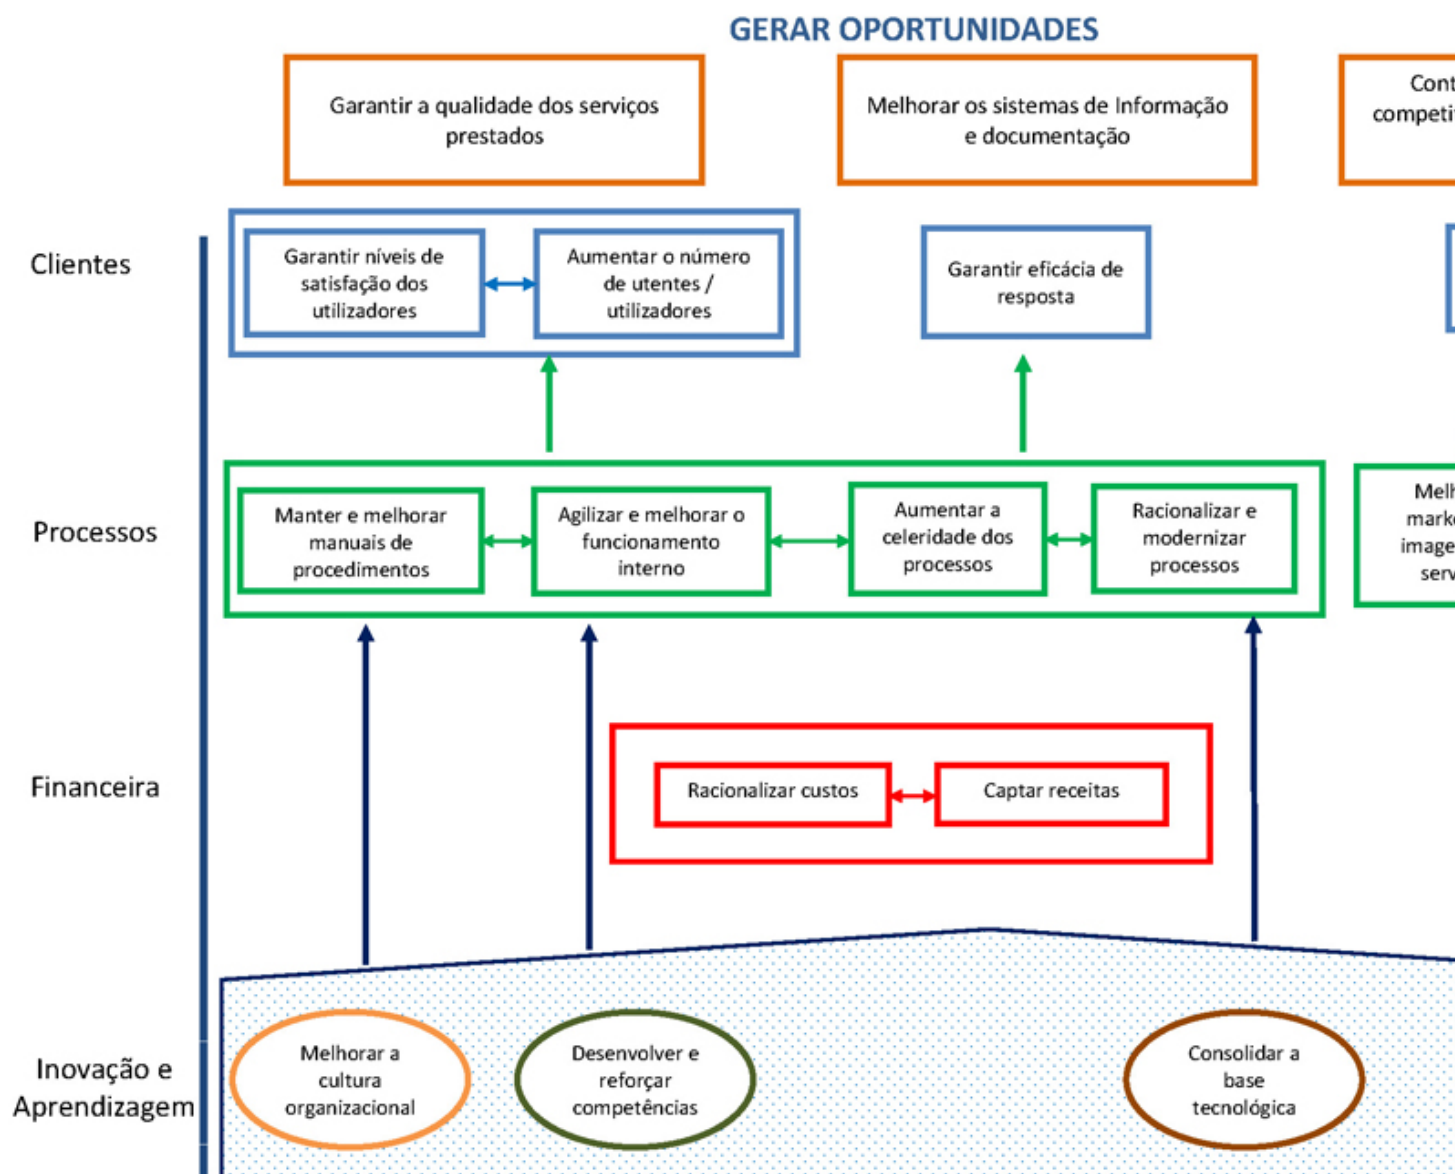 GERAR OPORTUNIDADES
Garantir a qualidade dos serviços
prestados
Melhorar os sistemas de Informação
e documentação
Clientes
Garantir níveis de
satisfação dos
utilizadores
Aumentar o número
de utentes /
utilizadores
Garantir eficácia de
resposta
Processos
Manter e melhorar
manuais de
procedimentos
Agilizar e melhorar o
funcionamento
interno
Aumentar a
celeridade dos
processos
Racionalizar e
modernizar
processos
Financeira
Racionalizar custos
Captar receitas
Inovação e
Aprendizagem
Melhorar a
cultura
organizacional
Desenvolver e
reforçar
competências
Consolidar a
base
tecnológica